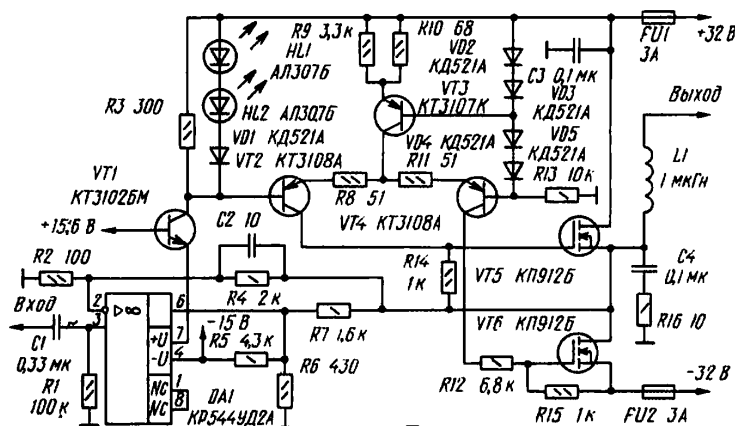 R9 3,3 к
R10 68
FU1
3А
+32 В
HL1
АЛ307Б
VD2
КД521А
C3 0,1 мк
VD3
КД521А
VT3
КТ3107К
Выход
R3 300
HL2 АЛ307Б
VD1 КД521А
VD4 КД521А
VD5
КД521А
VT1
КТ3102БМ
VT2 КТ3108А
R11 51
R13 10 к
L1
1 мкГн
R8 51
+15,6 В
C2 10
VT4 КТ3108А
R2 100
R14
1 к
VT5 КП912Б
C4
0,1 мк
R4 2 к
Вход
2
3
▷∞
6
7
+U
-U
4
1
NC
NC
8
-15 В
R5 4,3 к
R7 1,6 к
VT6 КП912Б
R16 10
C1
0,33 мк
R6 430
R1
100 к
DA1
КР544УД2А
R12 6,8 к
R15 1 к
-32 В
FU2 3А